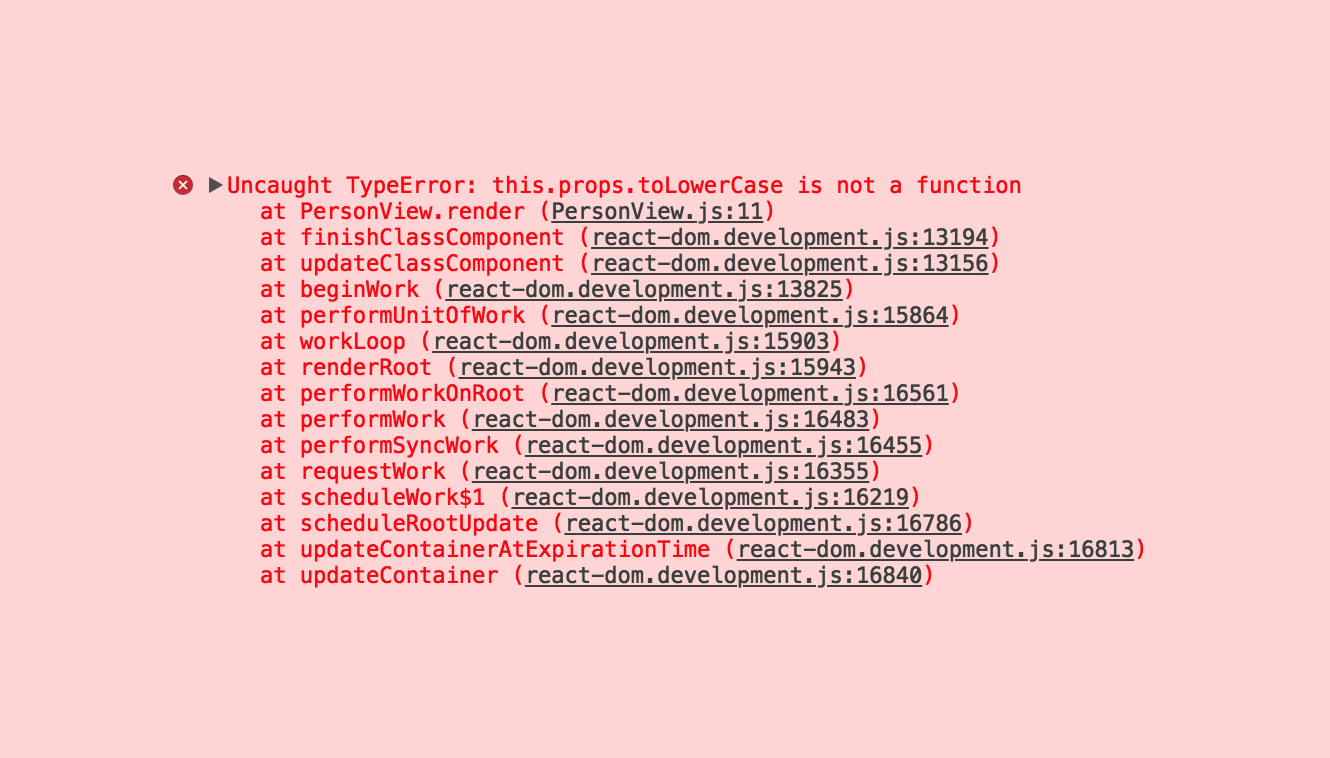 Uncaught TypeError: this.props.toLowerCase is not a function
at PersonView.render (PersonView.js:11)
at finishClassComponent (react-dom.development.js:13194)
at updateClassComponent (react-dom.development.js:13156)
at beginWork (react-dom.development.js:13825)
at performUnitOfWork (react-dom.development.js:15864)
at workLoop (react-dom.development.js:15903)
at renderRoot (react-dom.development.js:15943)
at performWorkOnRoot (react-dom.development.js:16561)
at performWork (react-dom.development.js:16483)
at performSyncWork (react-dom.development.js:16455)
at requestWork (react-dom.development.js:16355)
at scheduleWork$1 (react-dom.development.js:16219)
at scheduleRootUpdate (react-dom.development.js:16786)
at updateContainerAtExpirationTime (react-dom.development.js:16813)
at updateContainer (react-dom.development.js:16840)